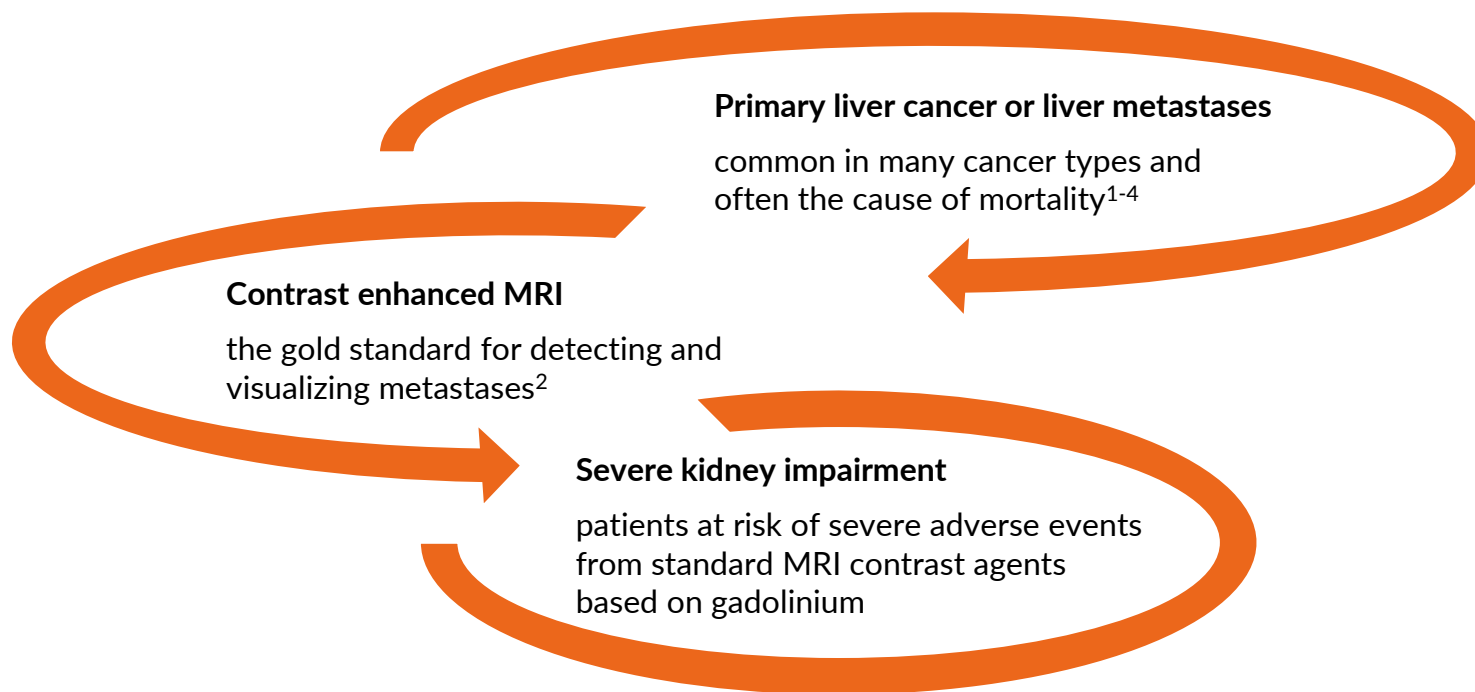 Primary liver cancer or liver metastases
common in many cancer types and
often the cause of mortality1-4
Contrast enhanced MRI
the gold standard for detecting and
visualizing metastases2
Severe kidney impairment
patients at risk of severe adverse events
from standard MRI contrast agents
based on gadolinium